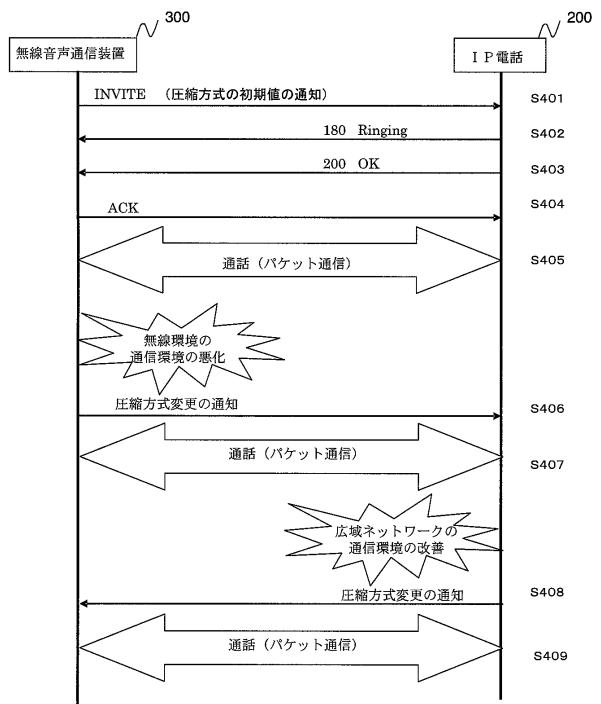 300
200
無線音声通信装置
ＩＰ電話
INVITE （圧縮方式の初期値の通知）
S401
180 Ringing
S402
200 OK
S403
ACK
S404
通話（パケット通信）
S405
無線環境の
通信環境の悪化
圧縮方式変更の通知
S406
通話（パケット通信）
S407
広域ネットワークの
通信環境の改善
圧縮方式変更の通知
S408
通話（パケット通信）
S409